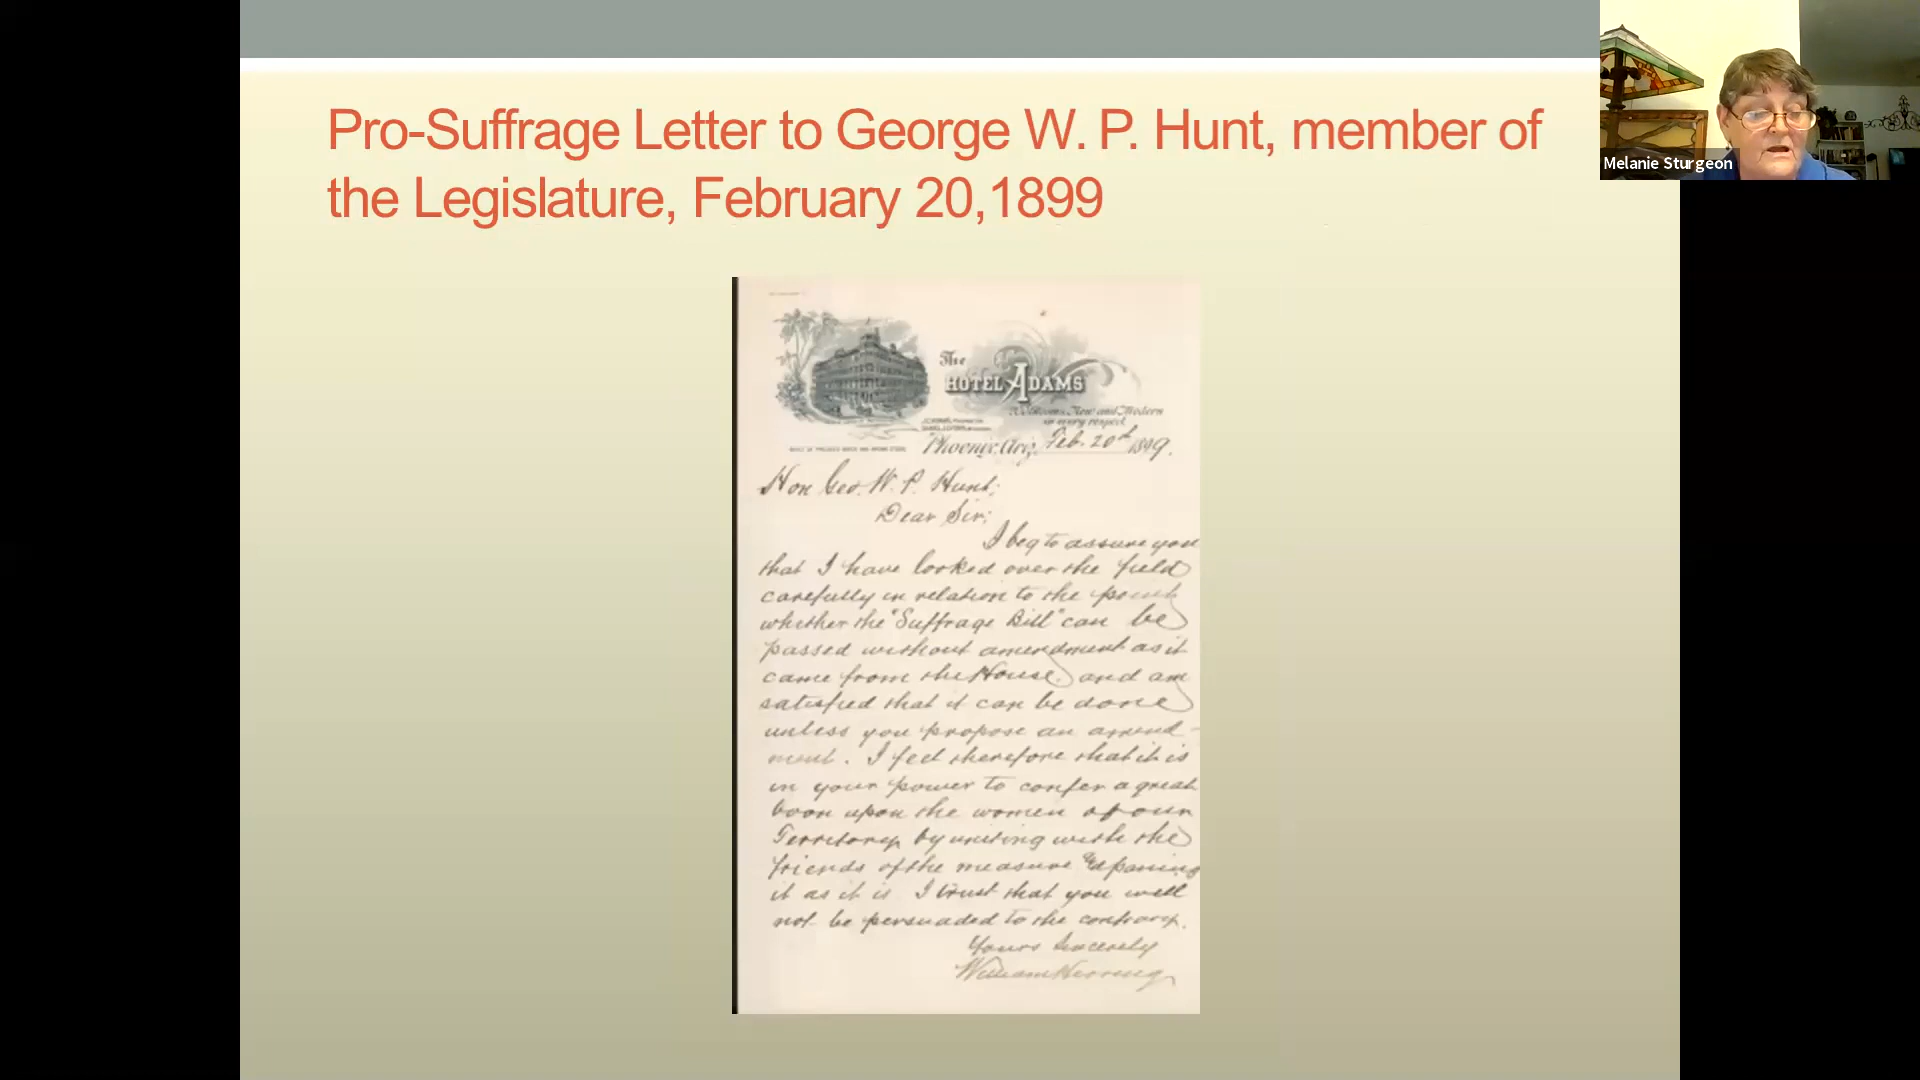 Pro-Suffrage Letter to George W. P. Hunt, member of
the Legislature, February 20,1899
Melanie Sturgeon
The
HOTEL ADAMS
New and Modern
in every respect
Phoenix, Ariz. Feb. 20th 1899.
Hon Geo. W. P. Hunt;
Dear Sir;
I beg to assure you
that I have looked over the field
carefully in relation to the point
whether the "Suffrage Bill" can be
passed without amendment as it
came from the House, and am
satisfied that it can be done
unless you propose an amend-
ment. I feel therefore that it is
in your power to confer a great
boon upon the women of our
Territory by uniting with the
friends of the measure & passing
it as it is. I trust that you will
not be persuaded to the contrary.
Yours Sincerely
William Herring